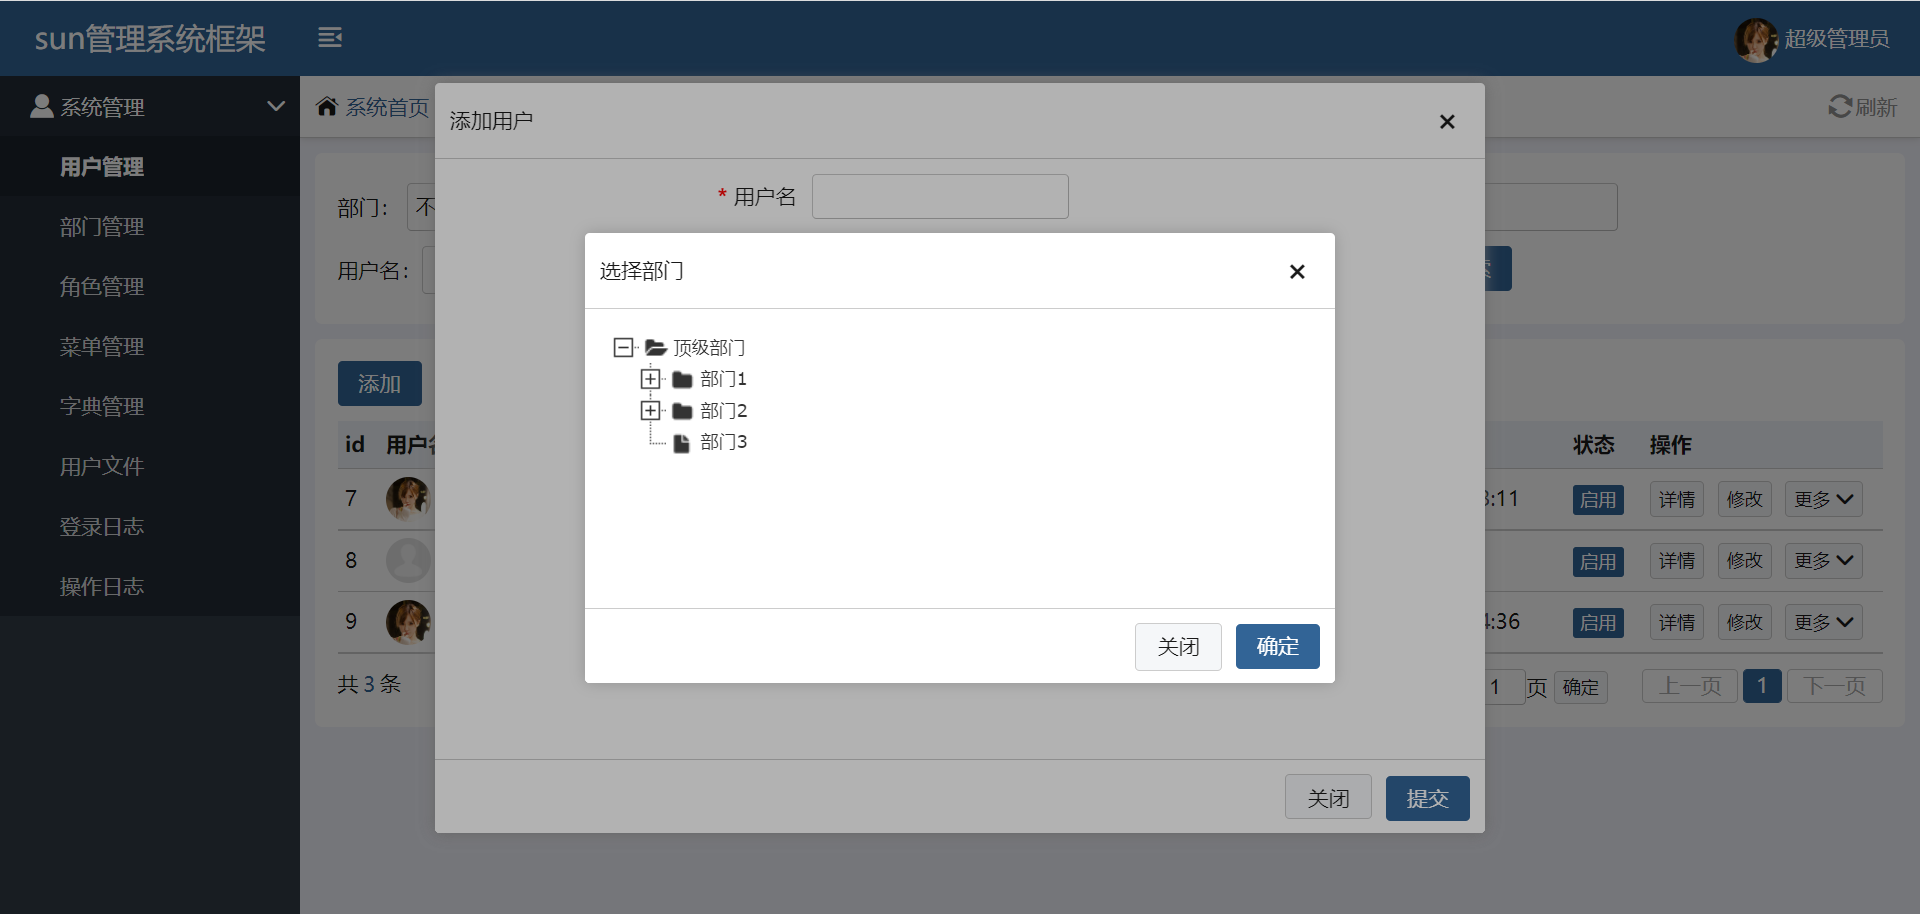 sun管理系统框架
超级管理员
系统管理
用户管理
部门管理
角色管理
菜单管理
字典管理
用户文件
登录日志
操作日志
系统首页
刷新
添加用户
* 用户名
部门：
不
用户名：
选择部门
顶级部门
部门1
部门2
部门3
关闭
确定
添加
id 用户 状态 操作
7 :11 启用 详情 修改 更多
8 启用 详情 修改 更多
9 :36 启用 详情 修改 更多
共 3 条 1 页 确定 上一页 1 下一页
关闭
提交